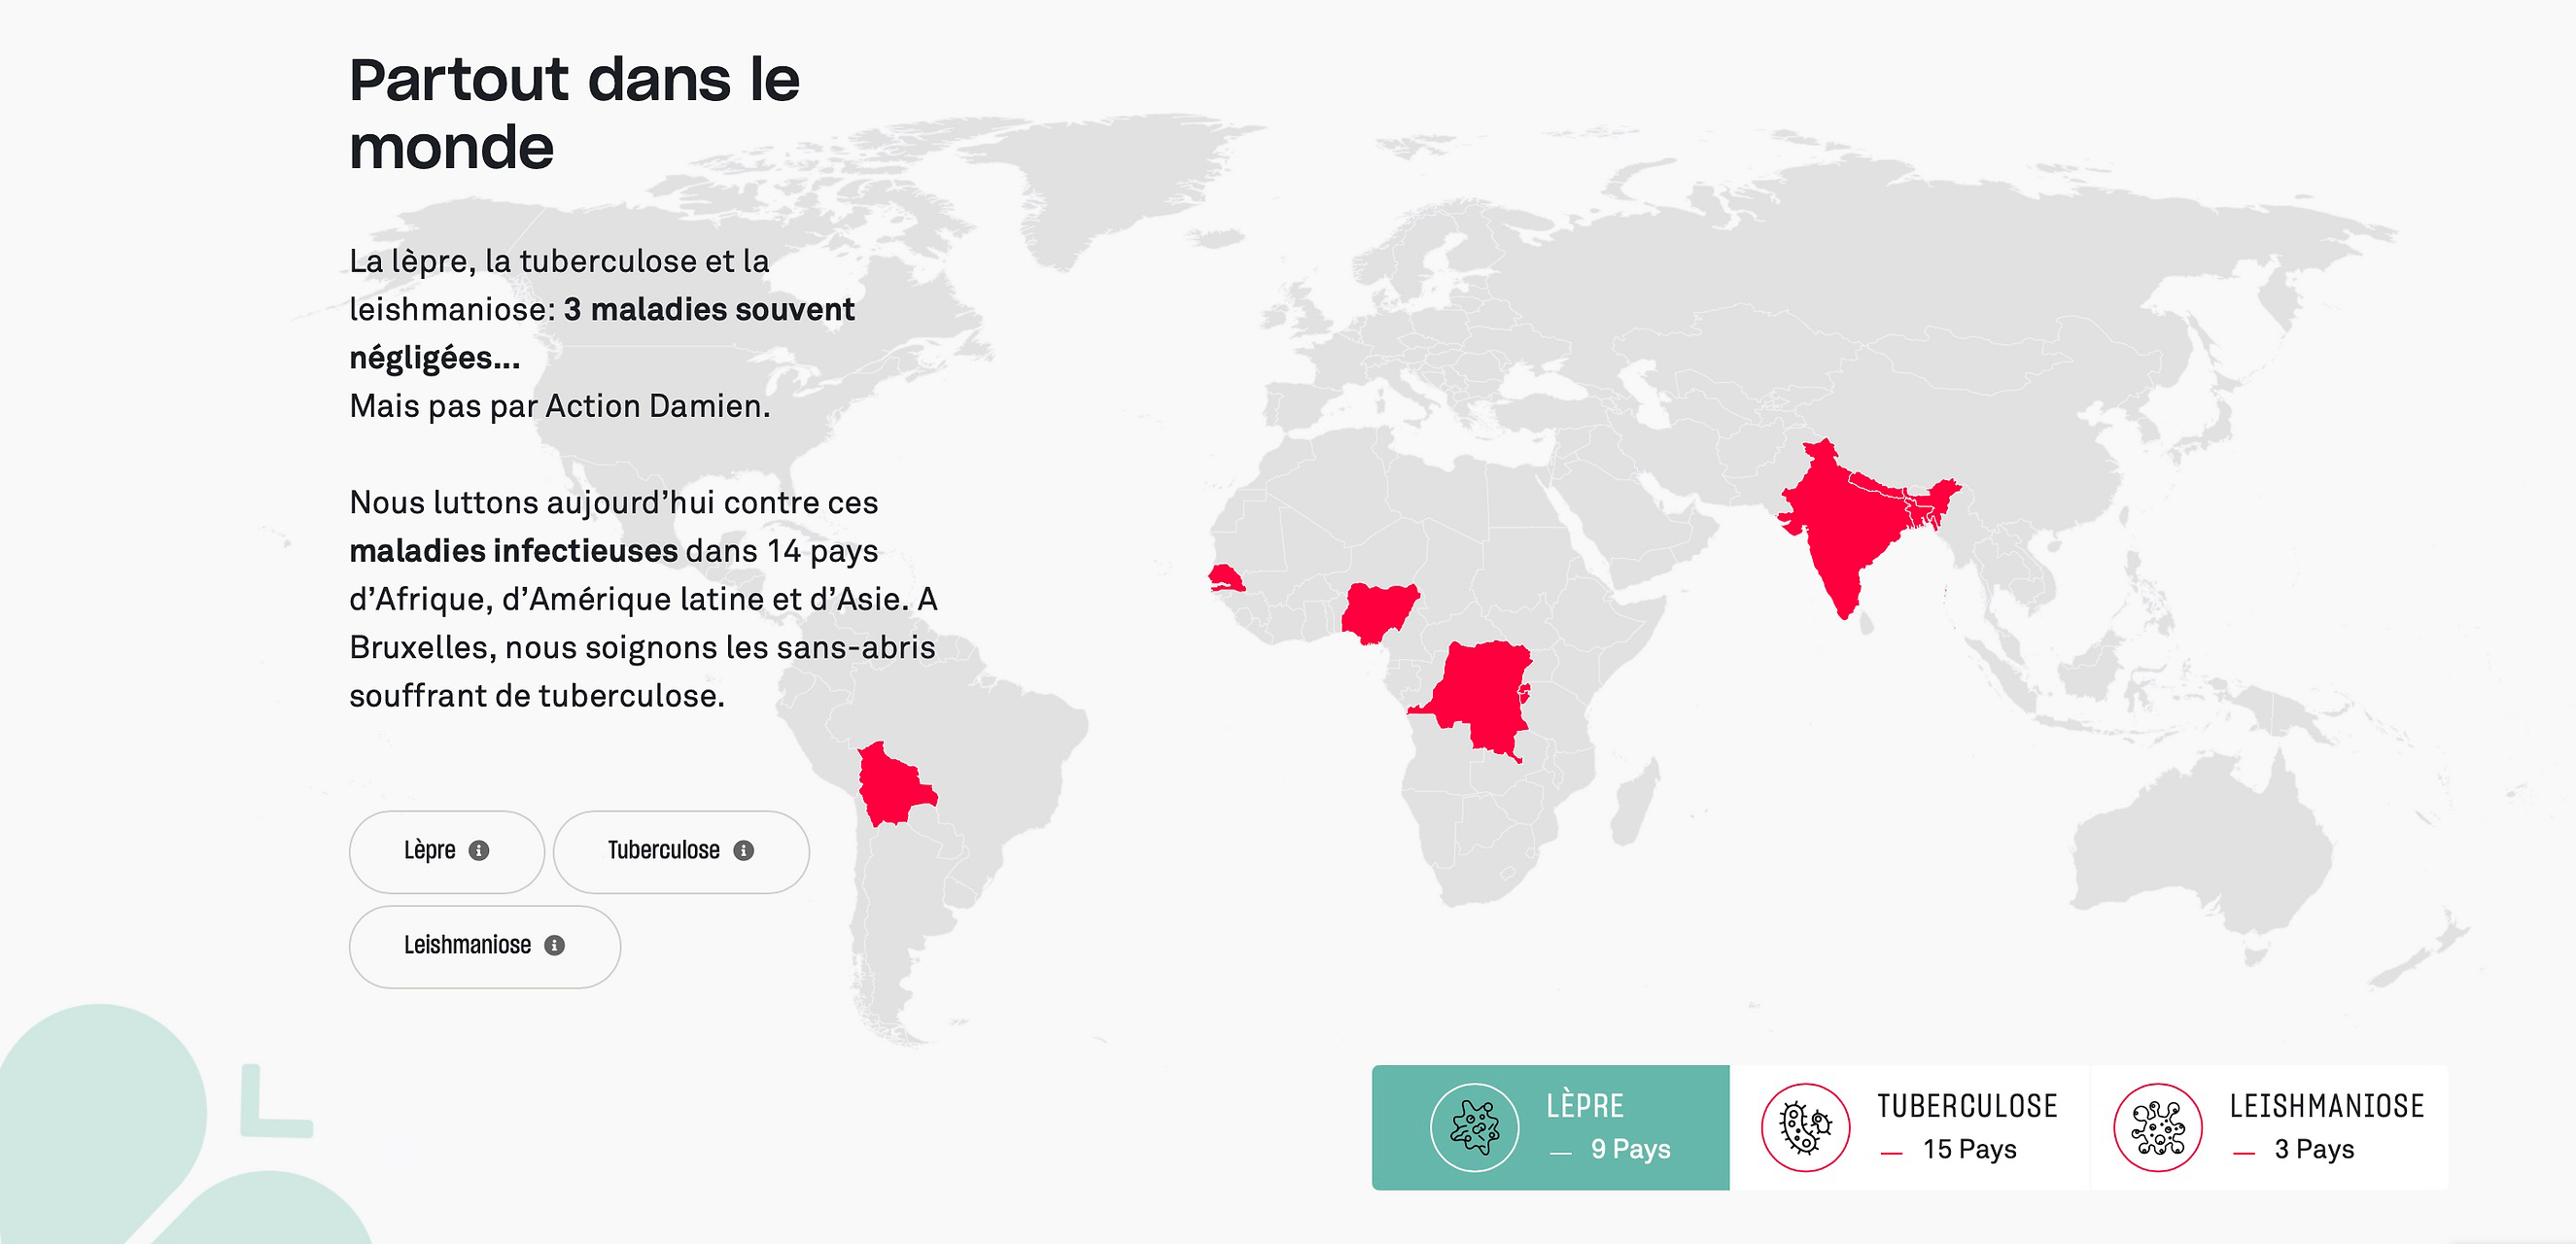 Partout dans le
monde
La lèpre, la tuberculose et la
leishmaniose: 3 maladies souvent
négligées...
Mais pas par Action Damien.
Nous luttons aujourd’hui contre ces
maladies infectieuses dans 14 pays
d’Afrique, d’Amérique latine et d’Asie. A
Bruxelles, nous soignons les sans-abris
souffrant de tuberculose.
Lèpre
Tuberculose
Leishmaniose
LÈPRE
9 Pays
TUBERCULOSE
15 Pays
LEISHMANIOSE
3 Pays